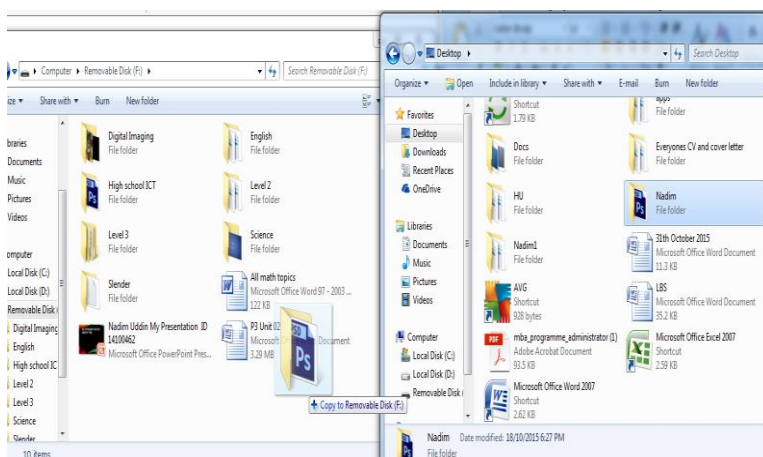 Computer ▸ Removable Disk (F:) ▸
Search Removable Disk (F:)
ize ▾ Share with ▾ Burn New folder
braries
Documents
Music
Pictures
Videos
omputer
Local Disk (C:)
Local Disk (D:)
Removable Disk (
Digital Imaging
English
High school IC
Level 2
Level 3
Science
Slender
Digital Imaging
File folder
English
File folder
High school ICT
File folder
Level 2
File folder
Level 3
File folder
Science
File folder
Slender
File folder
All math topics
Microsoft Office Word 97 - 2003 ...
122 KB
Nadim Uddin My Presentation ID
14100462
Microsoft Office PowerPoint Pres...
P3 Unit 02
Microsoft Document
3.29 MB
Copy to Removable Disk (F:)
10 items
Desktop ▸
Search Desktop
Organize ▾ Open Include in library ▾ Share with ▾ E-mail Burn New folder
Favorites
Desktop
Downloads
Recent Places
OneDrive
Libraries
Documents
Music
Pictures
Videos
Computer
Local Disk (C:)
Local Disk (D:)
Removable Disk (
Shortcut
1.79 KB
apps
File folder
Docs
File folder
Everyones CV and cover letter
File folder
HU
File folder
Nadim
File folder
Nadim1
File folder
31th October 2015
Microsoft Office Word Document
11.3 KB
AVG
Shortcut
928 bytes
LBS
Microsoft Office Word Document
35.2 KB
mba_programme_administrator (1)
Adobe Acrobat Document
93.5 KB
Microsoft Office Excel 2007
Shortcut
2.59 KB
Microsoft Office Word 2007
Shortcut
2.62 KB
Nadim Date modified: 18/10/2015 6:27 PM
File folder